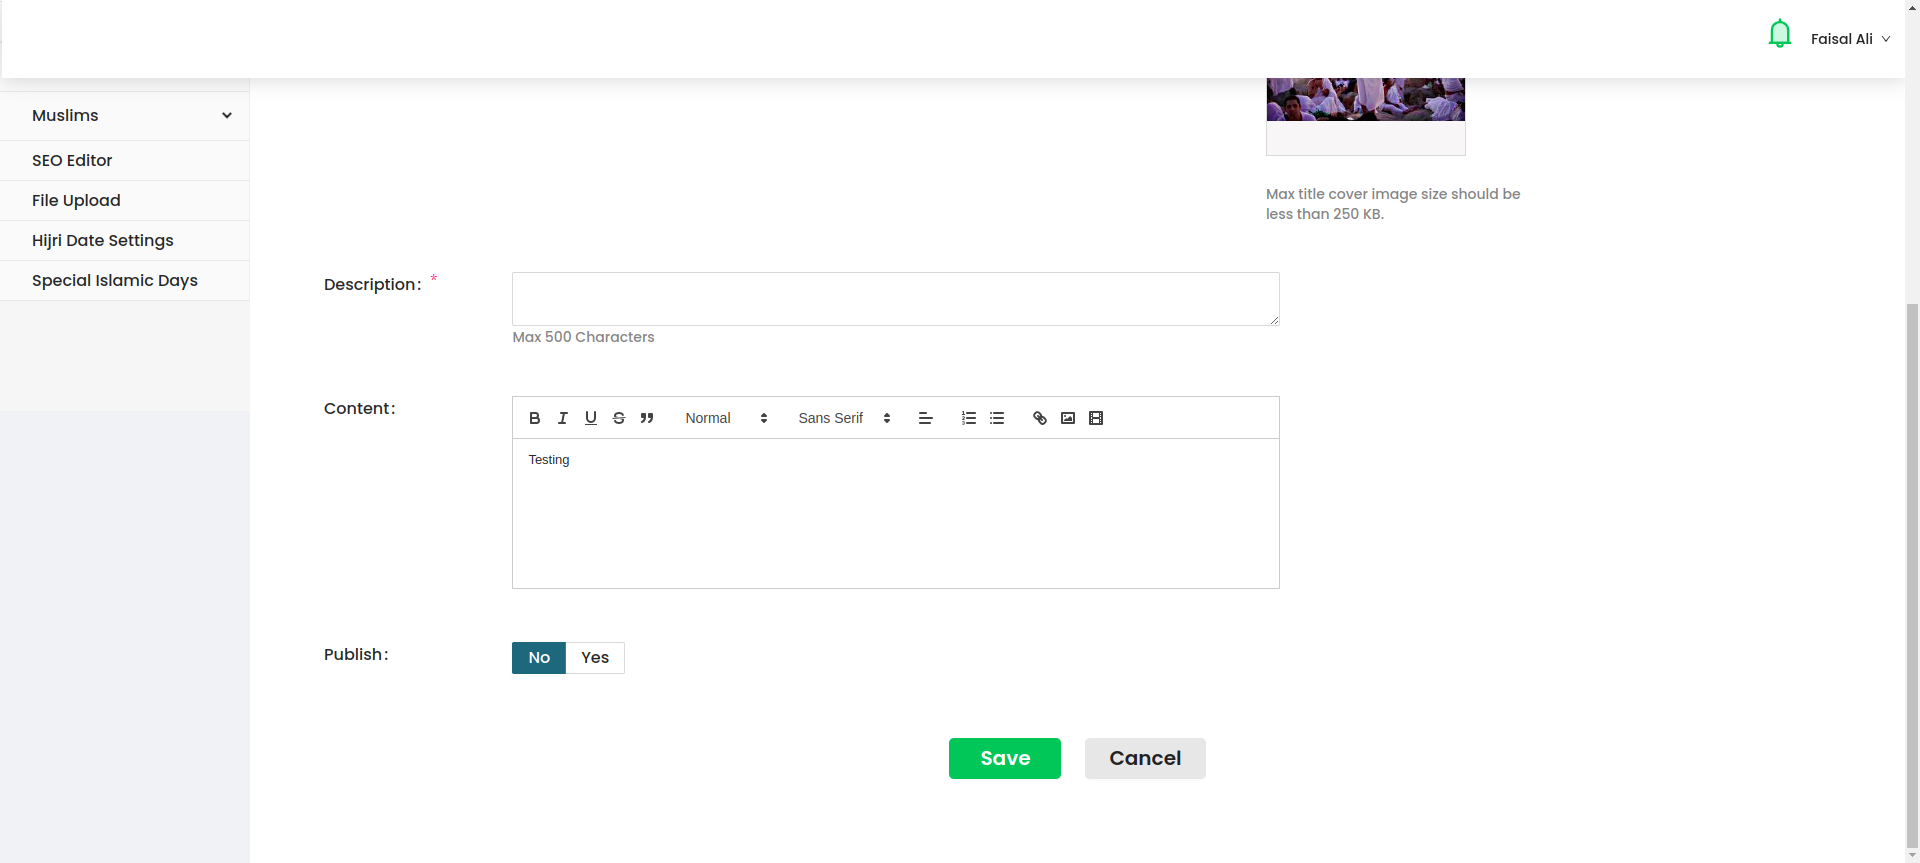 Faisal Ali
Muslims
SEO Editor
File Upload
Hijri Date Settings
Special Islamic Days
Max title cover image size should be
less than 250 KB.
Description: *
Max 500 Characters
Content:
B I U S Normal Sans Serif
Testing
Publish: No Yes
Save Cancel